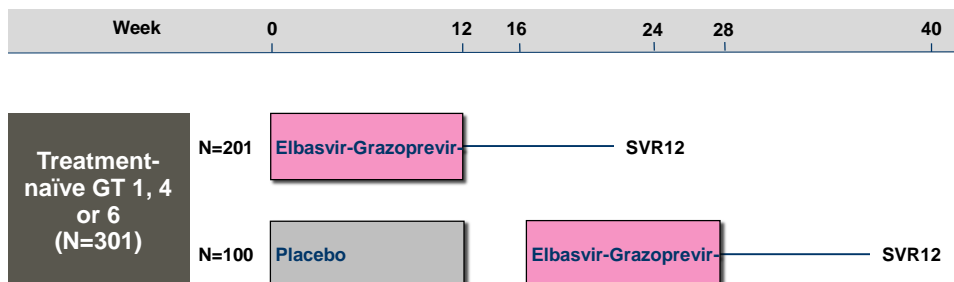 Week 0 12 16 24 28 40
N=201 Elbasvir-Grazoprevir- SVR12
Treatment-
naïve GT 1, 4
or 6
(N=301)
N=100 Placebo Elbasvir-Grazoprevir- SVR12